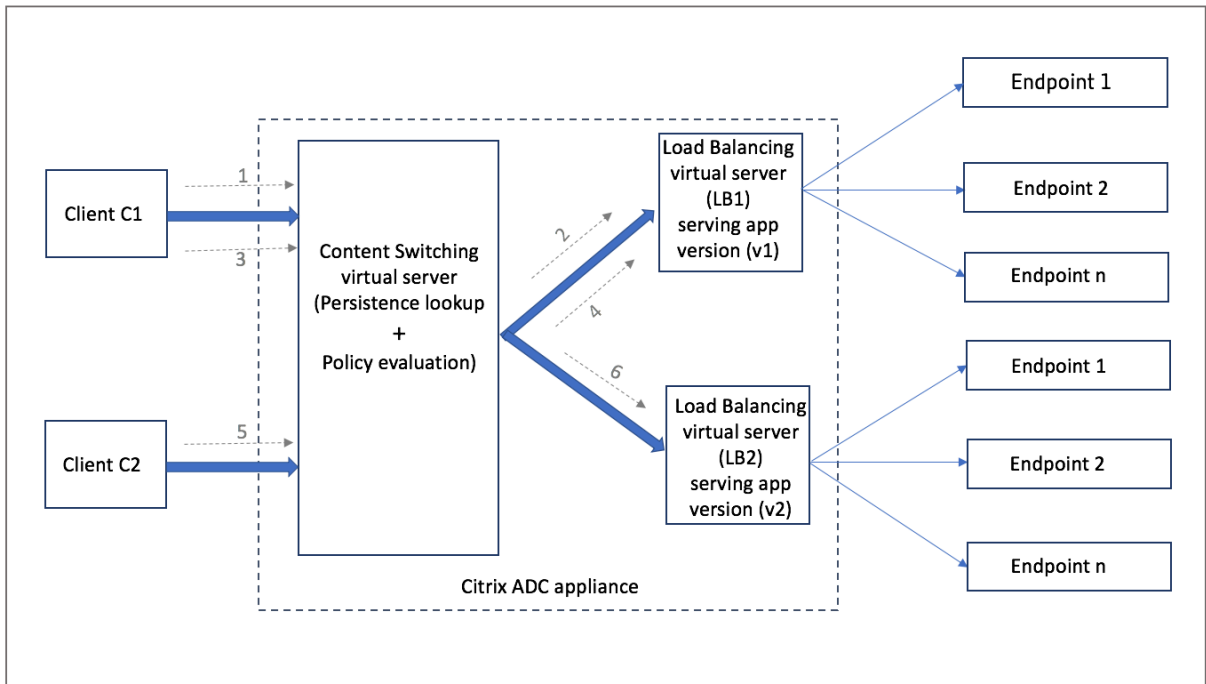 Endpoint 1
Load Balancing
virtual server
(LB1)
serving app
version (v1)
1
Client C1
3
2
4
Endpoint 2
Content Switching
virtual server
(Persistence lookup
+
Policy evaluation)
Endpoint n
6
Endpoint 1
Load Balancing
virtual server
(LB2)
serving app
version (v2)
5
Client C2
Endpoint 2
Endpoint n
Citrix ADC appliance